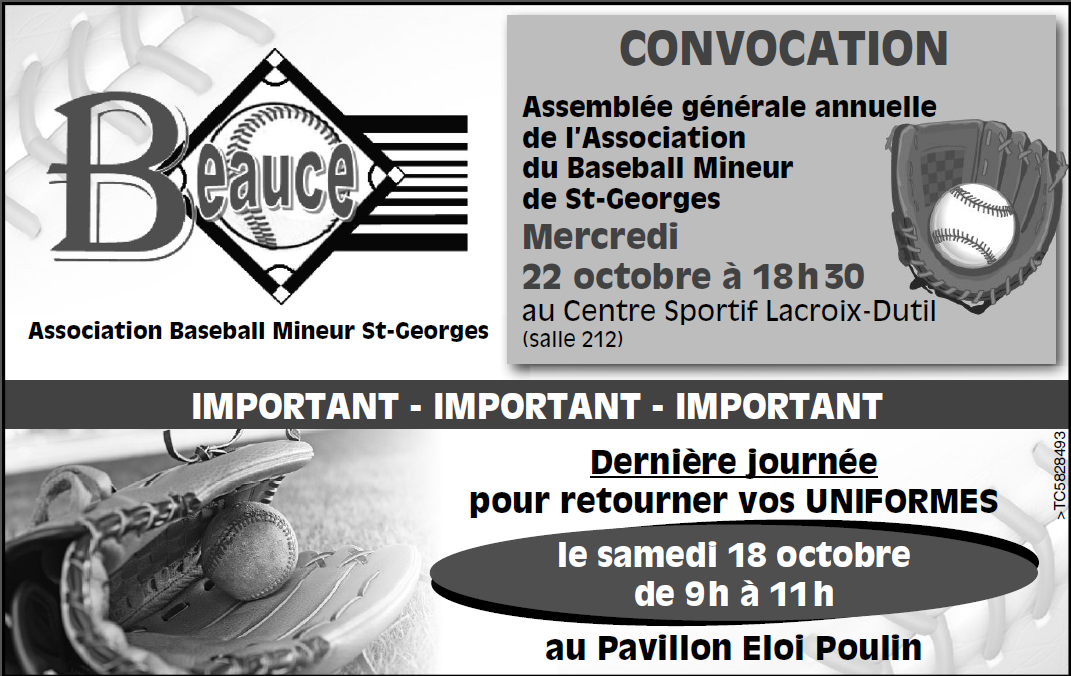 Beauce
Association Baseball Mineur St-Georges
CONVOCATION
Assemblée générale annuelle
de l'Association
du Baseball Mineur
de St-Georges
Mercredi
22 octobre à 18h30
au Centre Sportif Lacroix-Dutil
(salle 212)
IMPORTANT - IMPORTANT - IMPORTANT
Dernière journée
pour retourner vos UNIFORMES
le samedi 18 octobre
de 9h à 11h
au Pavillon Eloi Poulin
>TC5828493